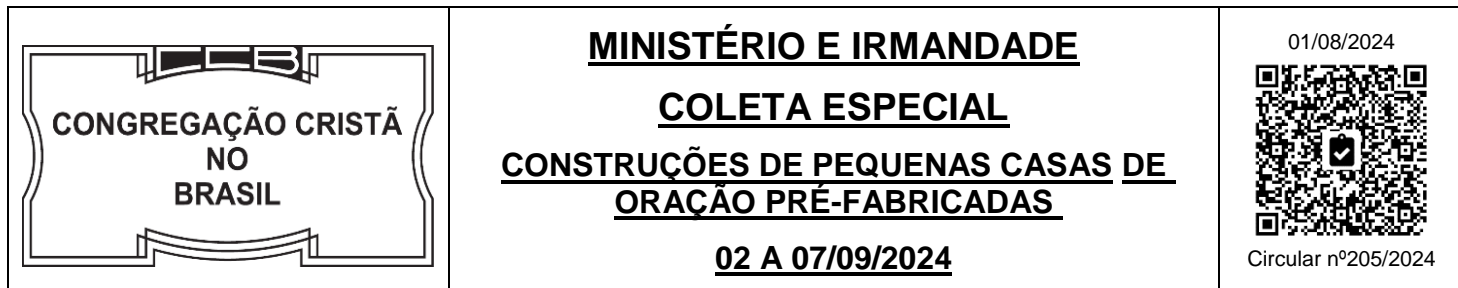 CCB
CONGREGAÇÃO CRISTÃ
NO
BRASIL
MINISTÉRIO E IRMANDADE
COLETA ESPECIAL
CONSTRUÇÕES DE PEQUENAS CASAS DE
ORAÇÃO PRÉ-FABRICADAS
02 A 07/09/2024
01/08/2024
Circular nº205/2024